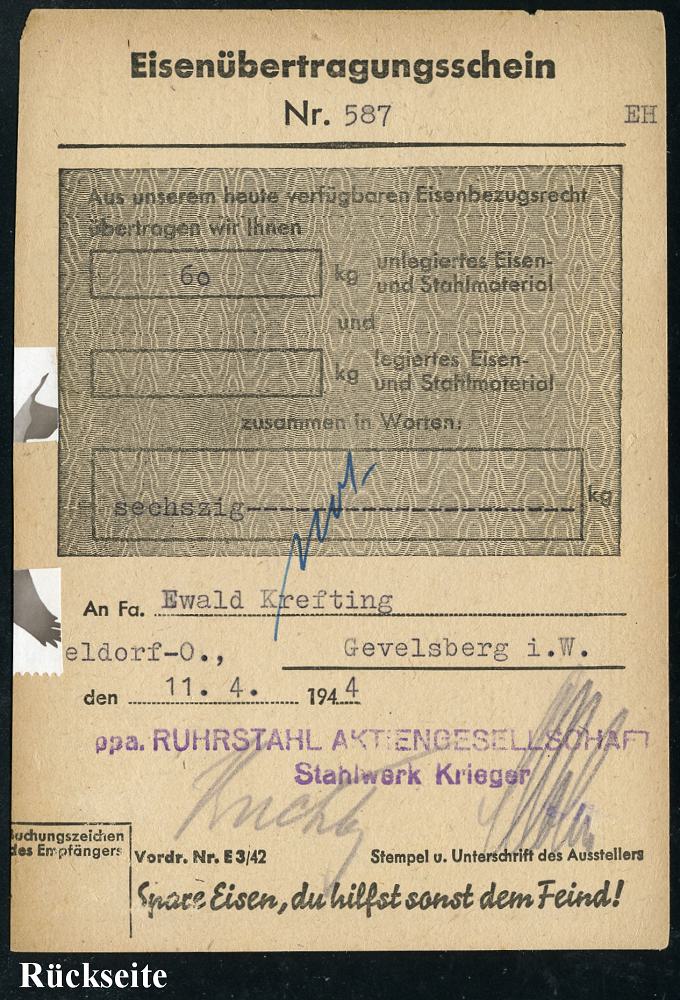 Eisenübertragungsschein
Nr. 587
EH
Aus unserem heute verfügbaren Eisenbezugsrecht
übertragen wir Ihnen
60 kg unlegiertes Eisen-
und Stahlmaterial
und
kg legiertes Eisen-
und Stahlmaterial
zusammen in Worten:
sechszig-------------------- kg
An Fa. Ewald Krefting
eldorf-O., Gevelsberg i.W.
den 11. 4. 1944
ppa. RUHRSTAHL AKTIENGESELLSCHAFT
Stahlwerk Krieger
Buchungszeichen
des Empfängers
Vordr. Nr. E 3/42
Stempel u. Unterschrift des Ausstellers
Spare Eisen, du hilfst sonst dem Feind!
Rückseite